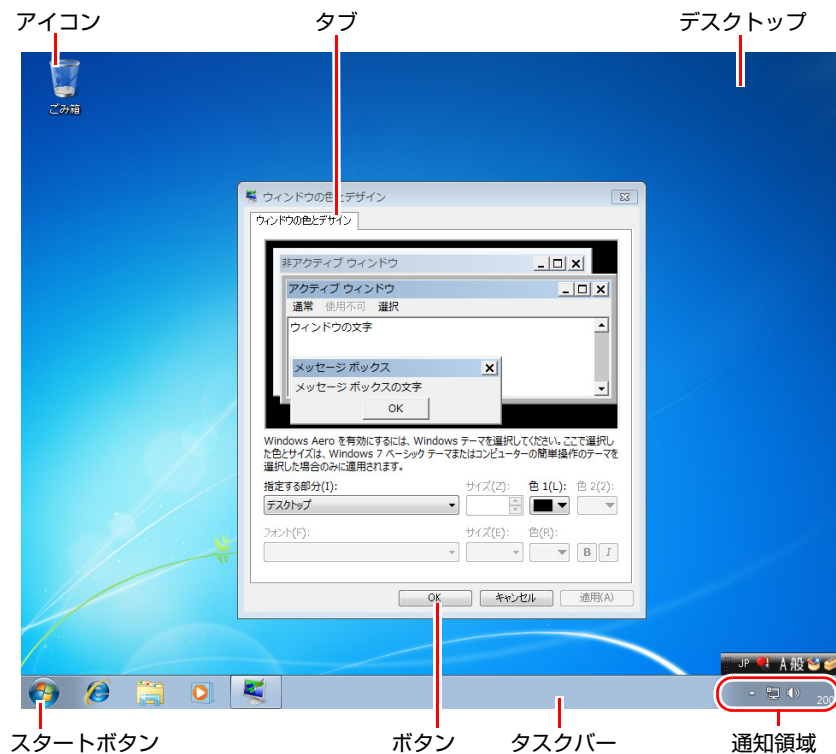 アイコン
タブ
デスクトップ
ごみ箱
ウィンドウの色とデザイン
ウィンドウの色とデザイン
非アクティブ ウィンドウ
アクティブ ウィンドウ
通常 使用不可 選択
ウィンドウの文字
メッセージ ボックス
メッセージ ボックスの文字
OK
Windows Aero を有効にするには、Windows テーマを選択してください。ここで選択し
た色とサイズは、Windows 7 ベーシック テーマまたはコンピューターの簡単操作のテーマを
選択した場合のみに適用されます。
指定する部分(I): サイズ(Z): 色 1(L): 色 2(2):
デスクトップ
フォント(F): サイズ(E): 色(R):
B I
OK キャンセル 適用(A)
JP A 般
200
スタートボタン
ボタン
タスクバー
通知領域